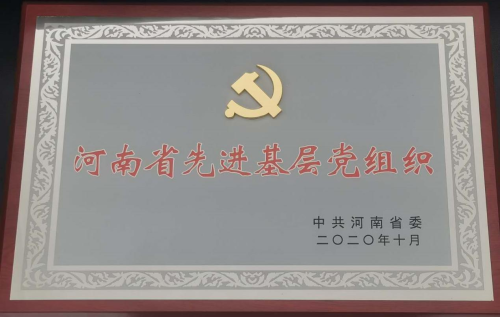 河南省先进基层党组织
中共河南省委
二〇二〇年十月